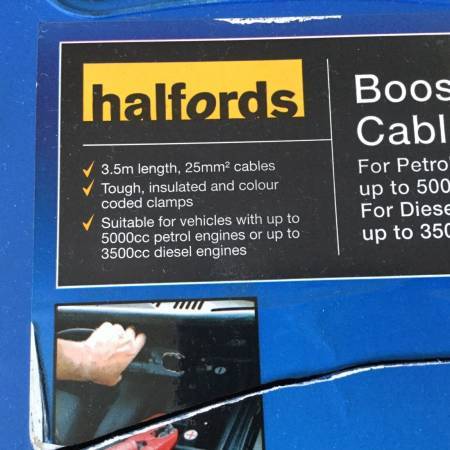 halfords
3.5m length, 25mm² cables
Tough, insulated and colour
coded clamps
Suitable for vehicles with up to
5000cc petrol engines or up to
3500cc diesel engines
Boos
Cabl
For Petro
up to 500
For Diese
up to 350